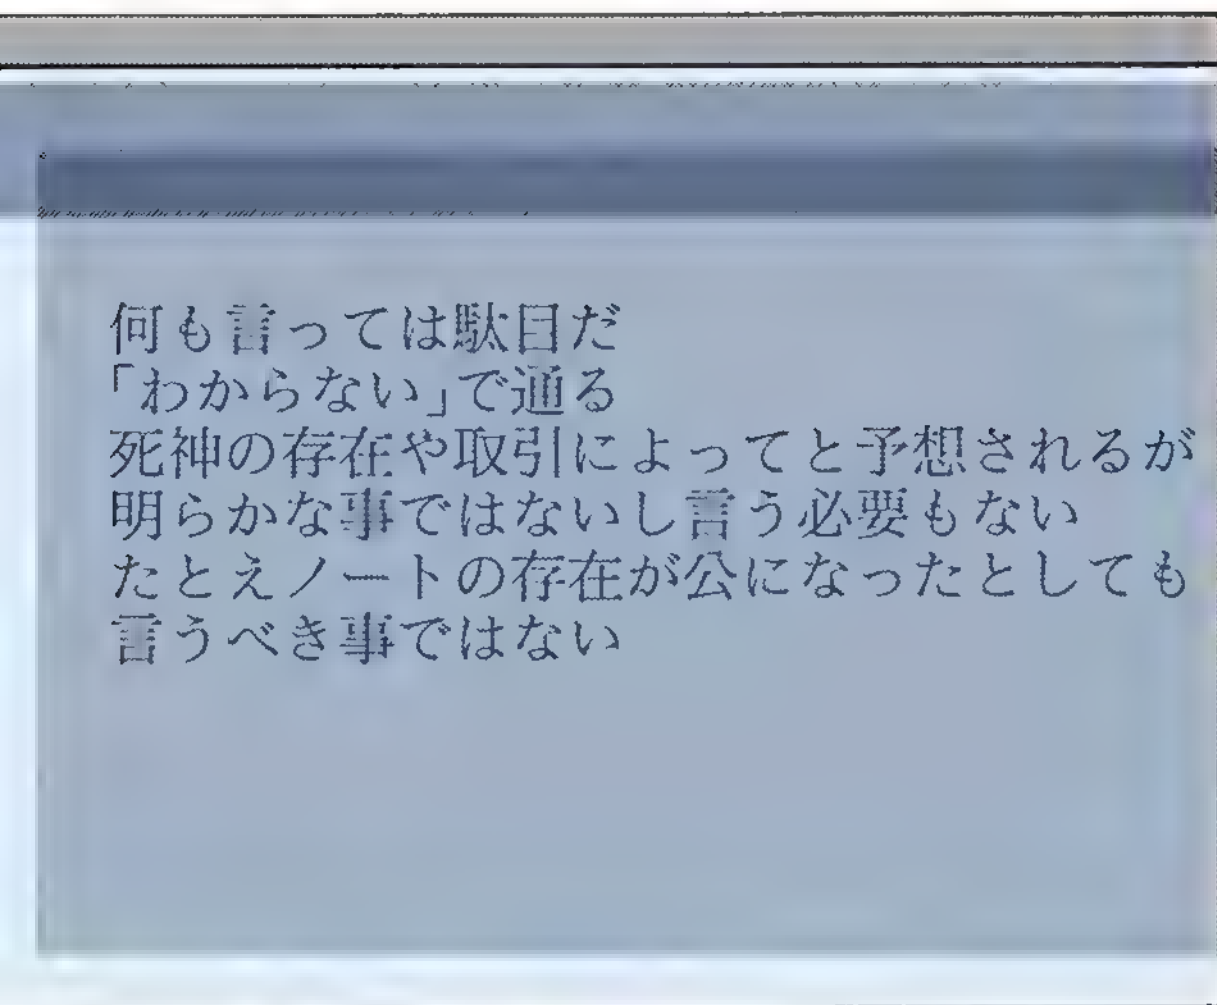 何も言っては駄目だ
「わからない」で通る
死神の存在や取引によってと予想されるが
明らかな事ではないし言う必要もない
たとえノートの存在が公になったとしても
言うべき事ではない